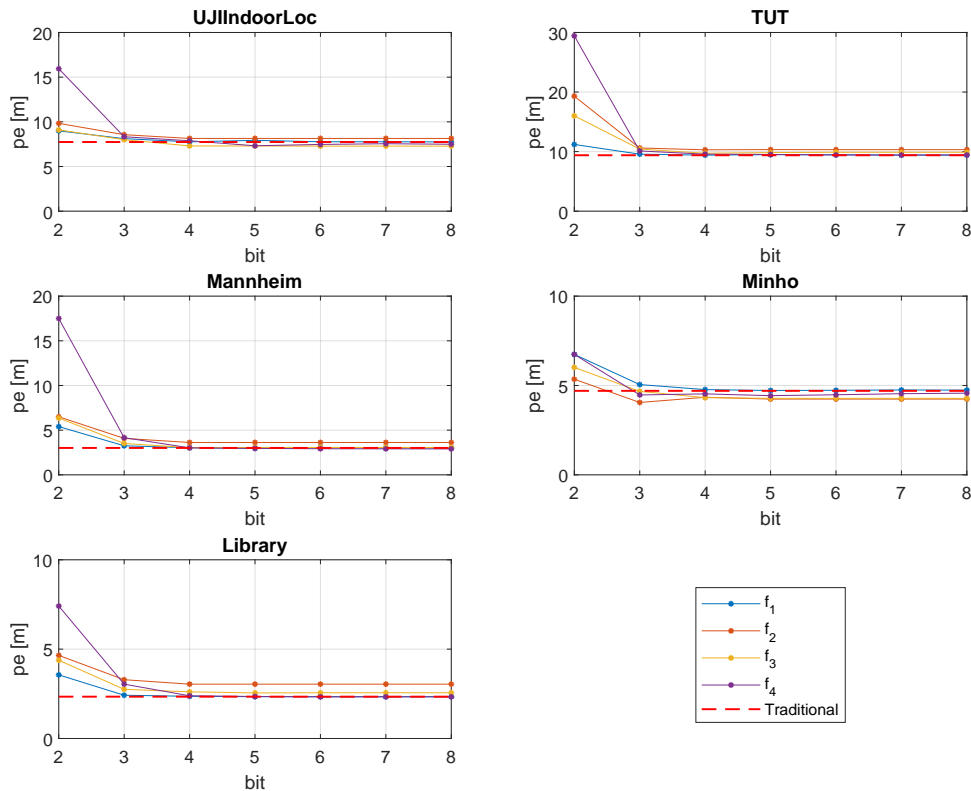 UJIIndoorLoc
20
15
10
5
0
pe [m]
2 3 4 5 6 7 8
bit
TUT
30
20
10
0
pe [m]
2 3 4 5 6 7 8
bit
Mannheim
20
15
10
5
0
pe [m]
2 3 4 5 6 7 8
bit
Minho
10
5
0
pe [m]
2 3 4 5 6 7 8
bit
Library
10
5
0
pe [m]
2 3 4 5 6 7 8
bit
f1
f2
f3
f4
Traditional